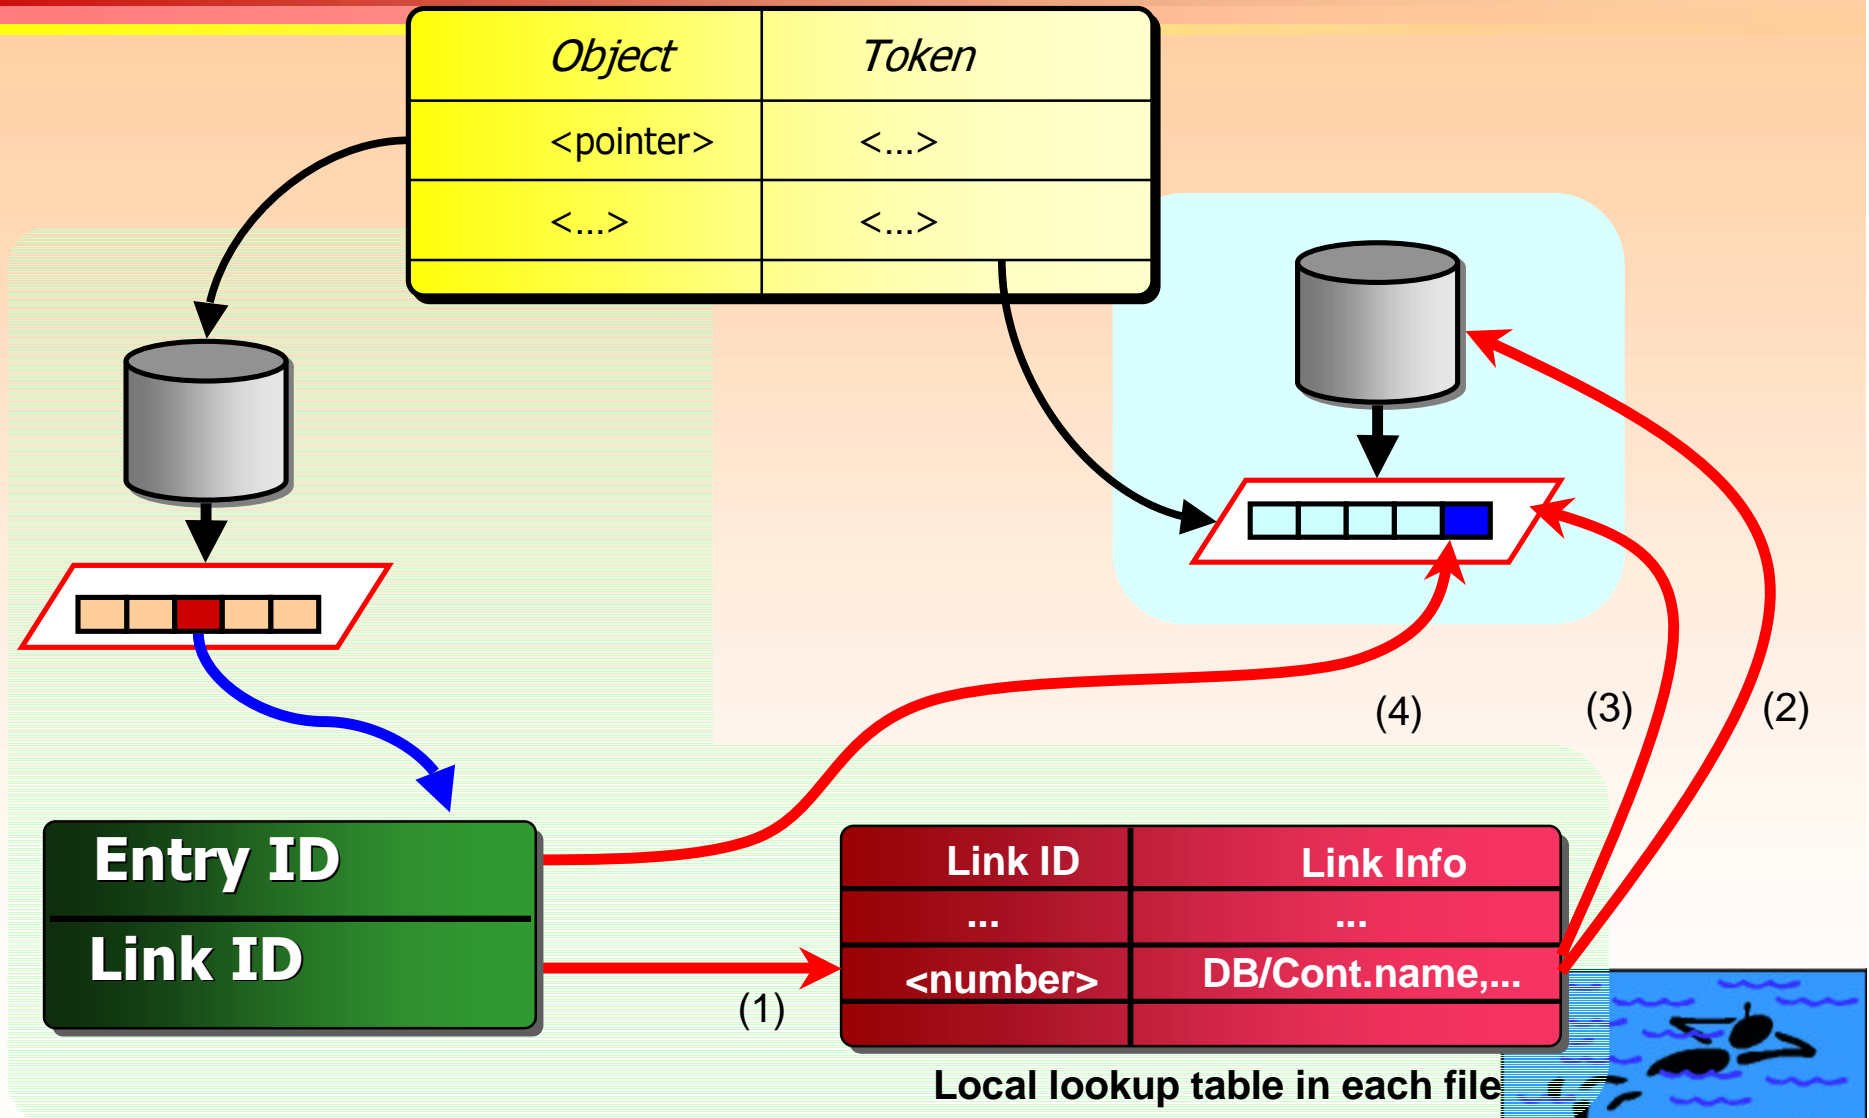 Object Token
<pointer> <...>
<...> <...>
(4) (3) (2)
Entry ID
Link ID
(1)
Link ID Link Info
... ...
<number> DB/Cont.name,...
Local lookup table in each file